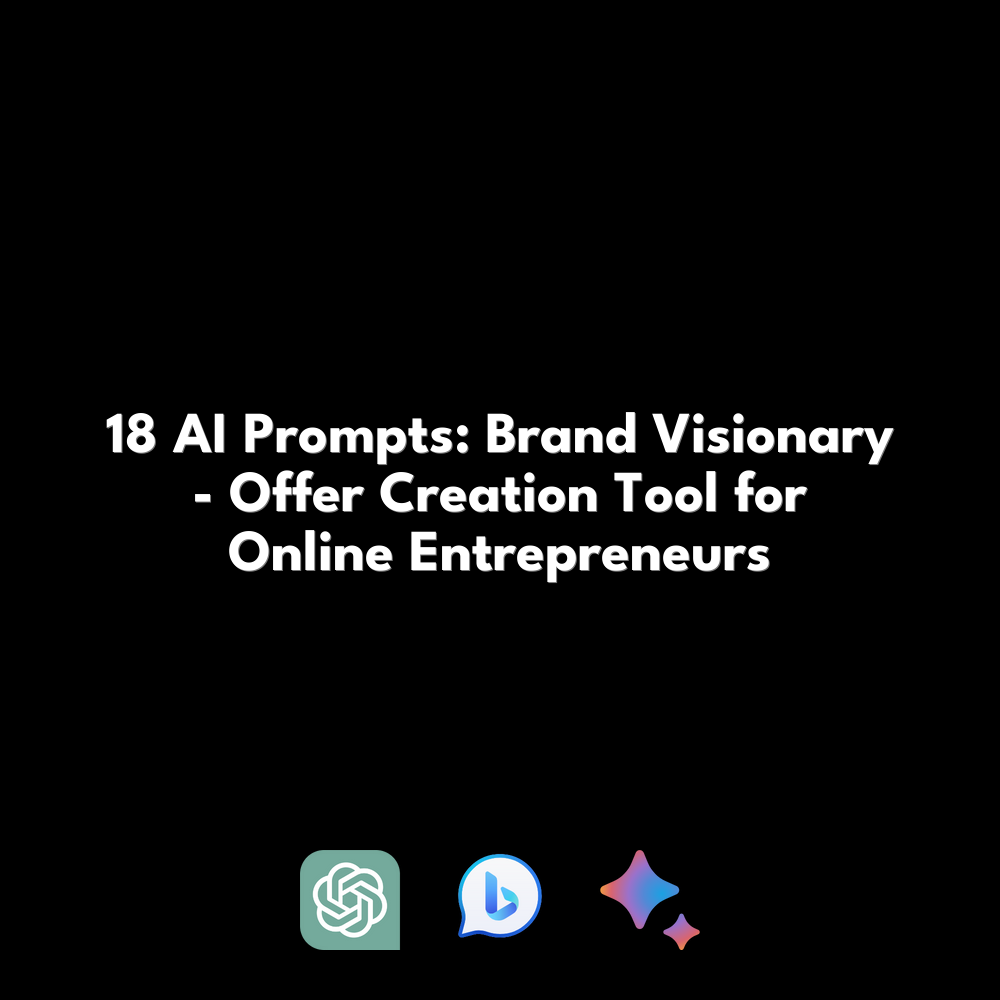 18 AI Prompts: Brand Visionary
- Offer Creation Tool for
Online Entrepreneurs